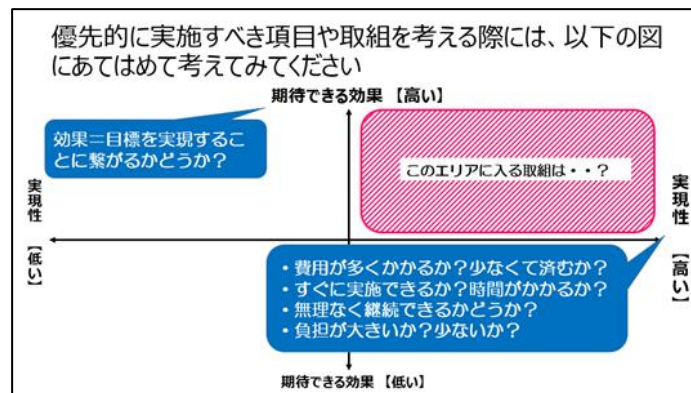 優先的に実施すべき項目や取組を考える際には、以下の図
にあてはめて考えてみてください
期待できる効果 【高い】
効果＝目標を実現するこ
とに繋がるかどうか？
このエリアに入る取組は・・？
実現性
【低い】
実現性
【高い】
・費用が多くかかるか？少なくて済むか？
・すぐに実施できるか？時間がかかるか？
・無理なく継続できるかどうか？
・負担が大きいか？少ないか？
期待できる効果 【低い】